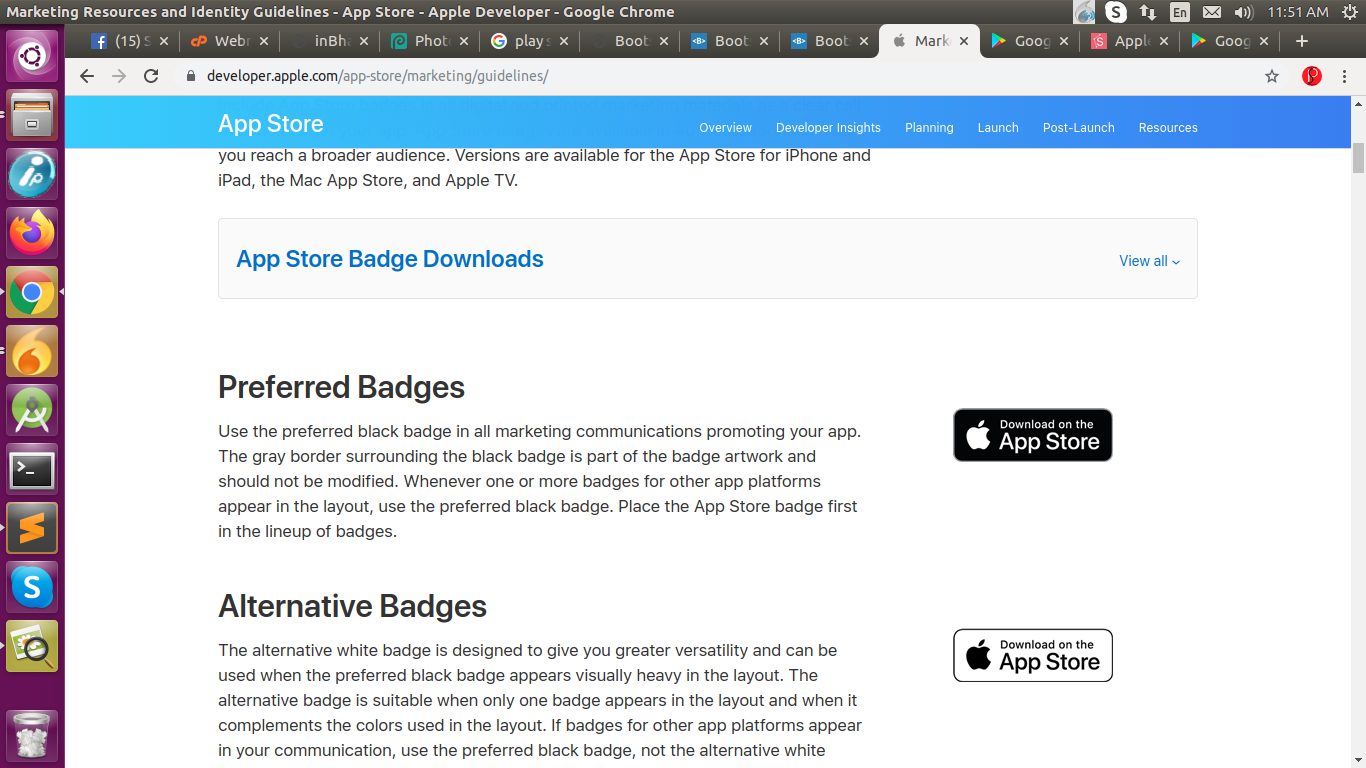 Marketing Resources and Identity Guidelines - App Store - Apple Developer - Google Chrome
En
11:51 AM
(15) S
Webr
inBha
Phot
play s
Boots
Boot
Boot
Mark
Goog
Apple
Goog
developer.apple.com/app-store/marketing/guidelines/
App Store
Overview
Developer Insights
Planning
Launch
Post-Launch
Resources
you reach a broader audience. Versions are available for the App Store for iPhone and
iPad, the Mac App Store, and Apple TV.
App Store Badge Downloads
View all
Preferred Badges
Use the preferred black badge in all marketing communications promoting your app.
The gray border surrounding the black badge is part of the badge artwork and
should not be modified. Whenever one or more badges for other app platforms
appear in the layout, use the preferred black badge. Place the App Store badge first
in the lineup of badges.
Download on the
App Store
Alternative Badges
The alternative white badge is designed to give you greater versatility and can be
used when the preferred black badge appears visually heavy in the layout. The
alternative badge is suitable when only one badge appears in the layout and when it
complements the colors used in the layout. If badges for other app platforms appear
in your communication, use the preferred black badge, not the alternative white
Download on the
App Store